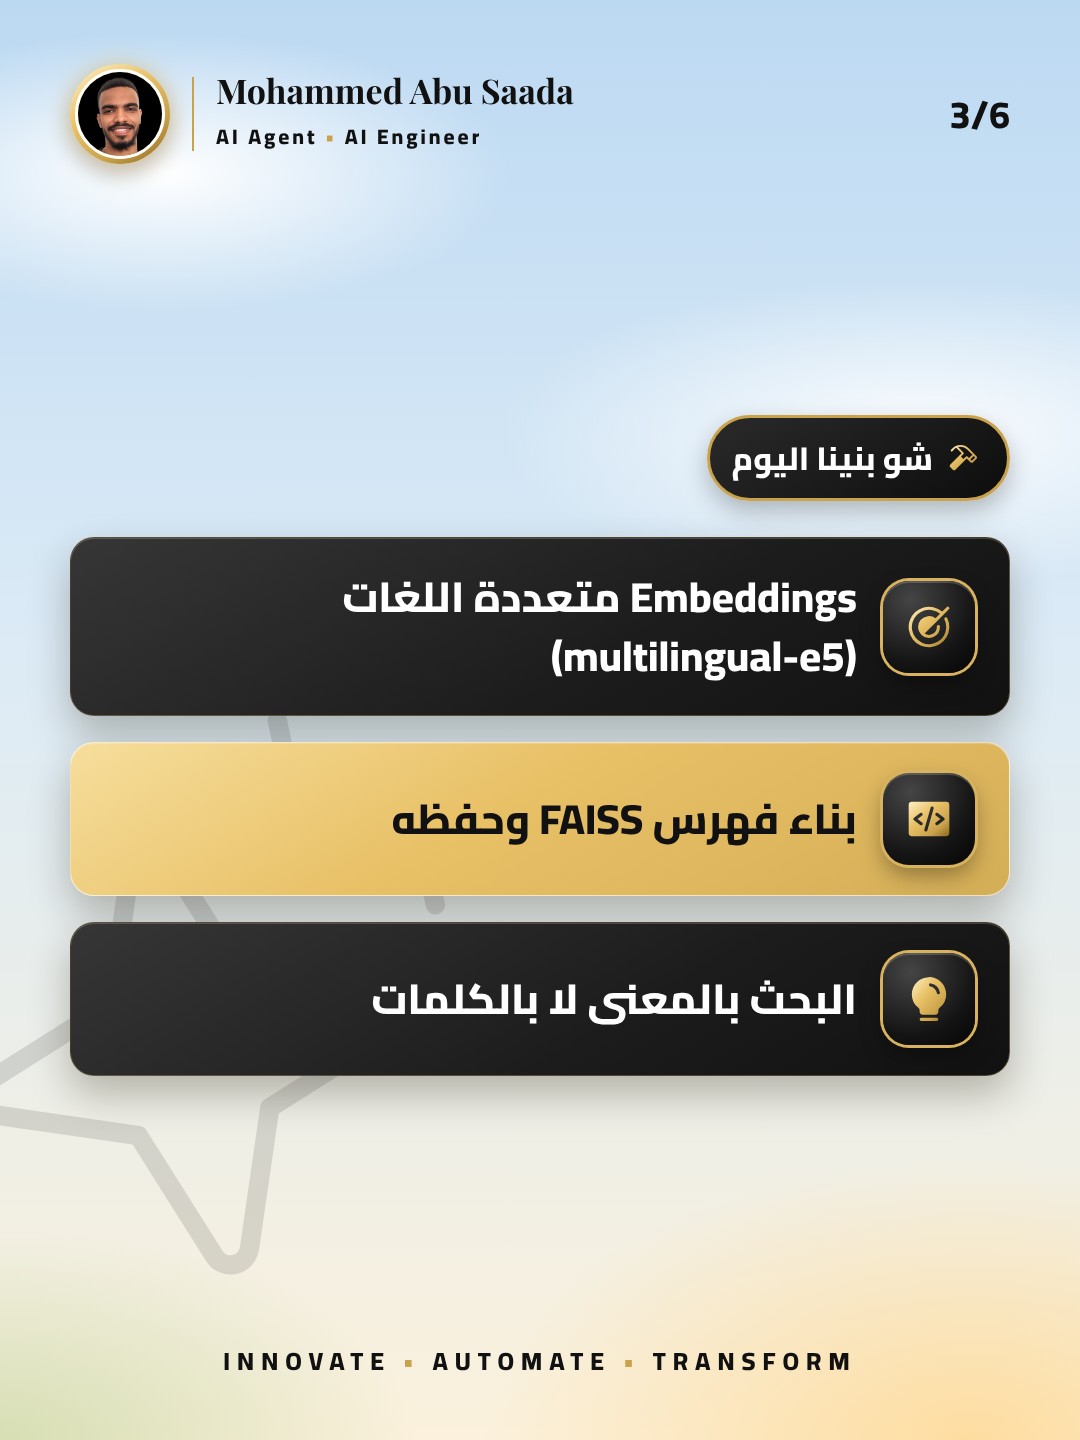 Mohammed Abu Saada
AI Agent ▪ AI Engineer
3/6
شو بنينا اليوم
Embeddings متعددة اللغات
(multilingual-e5)
بناء فهرس FAISS وحفظه
البحث بالمعنى لا بالكلمات
INNOVATE ▪ AUTOMATE ▪ TRANSFORM